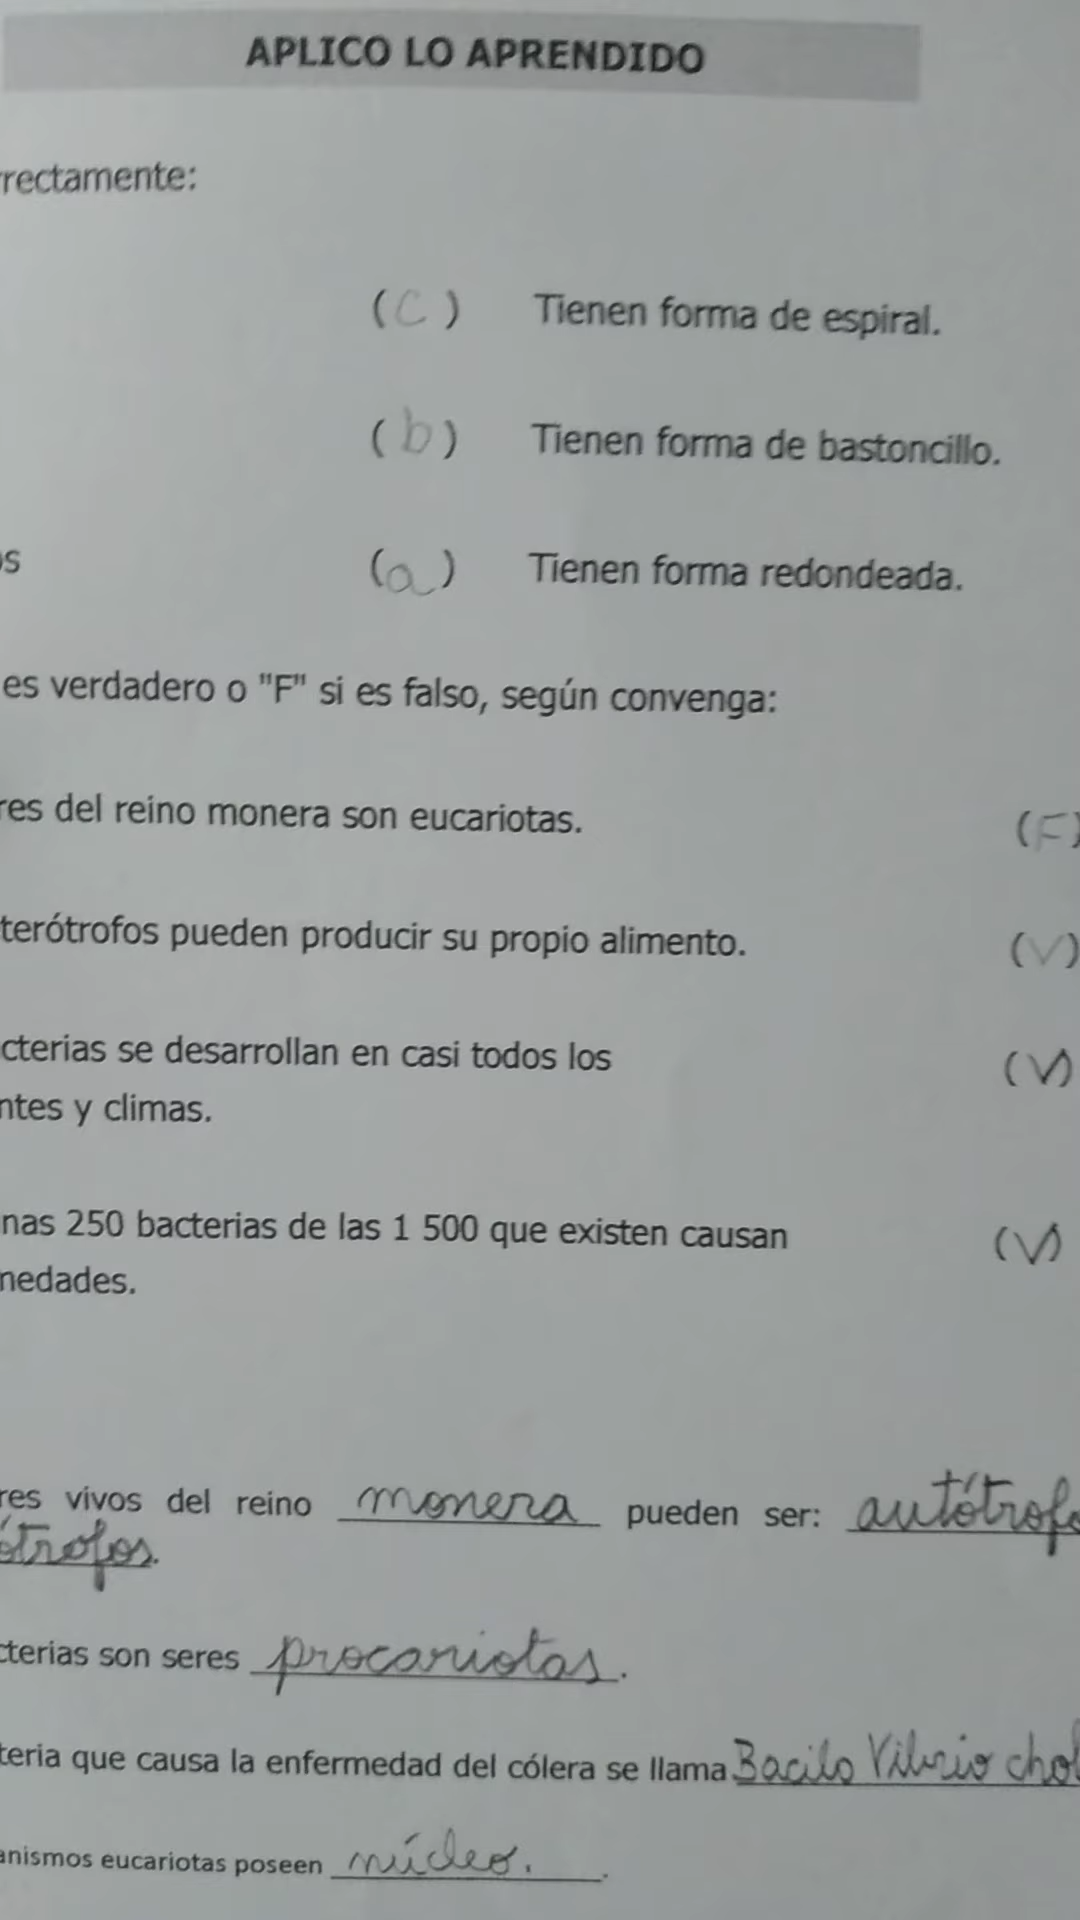 APLICO LO APRENDIDO
rrectamente:
(c) Tienen forma de espiral.
(b) Tienen forma de bastoncillo.
os (a) Tienen forma redondeada.
es verdadero o "F" si es falso, según convenga:
res del reino monera son eucariotas. (F)
terótrofos pueden producir su propio alimento. (V)
cterias se desarrollan en casi todos los (V)
ntes y climas.
nas 250 bacterias de las 1 500 que existen causan (V)
medades.
res vivos del reino monera pueden ser: autótrofo
ótrofos.
cterias son seres procariotas.
teria que causa la enfermedad del cólera se llama Bacilo Vibrio chol
anismos eucariotas poseen núcleo. .